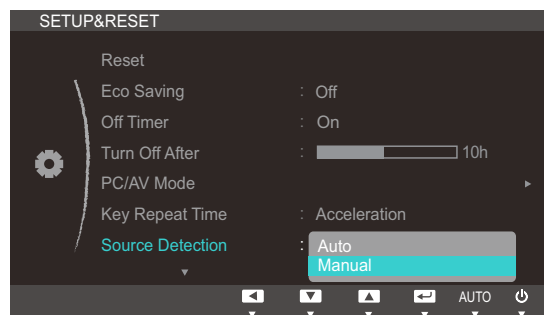 SETUP&RESET
Reset
Eco Saving : Off
Off Timer : On
Turn Off After : 10h
PC/AV Mode
Key Repeat Time : Acceleration
Source Detection : Auto
Manual
AUTO